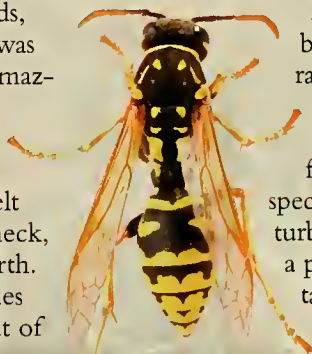 ds,
was
maz-
elt
neck,
rth.
es
t of
b
ra
f
spec
turb
a p
ta